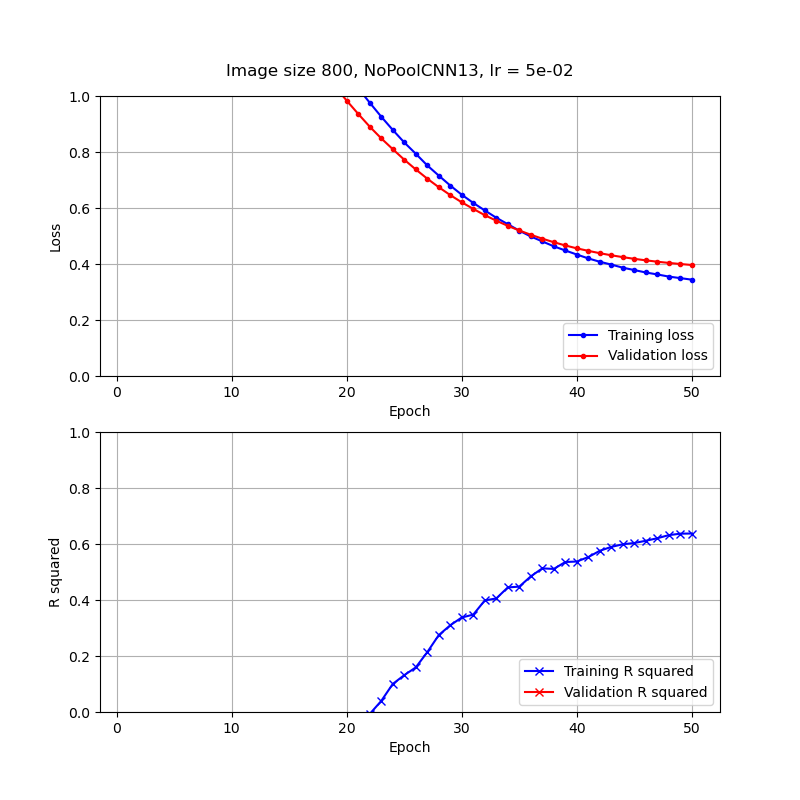 Image size 800, NoPoolCNN13, lr = 5e-02
1.0
0.8
0.6
0.4
0.2
0.0
Loss
Training loss
Validation loss
0 10 20 30 40 50
Epoch
1.0
0.8
0.6
0.4
0.2
0.0
R squared
Training R squared
Validation R squared
0 10 20 30 40 50
Epoch